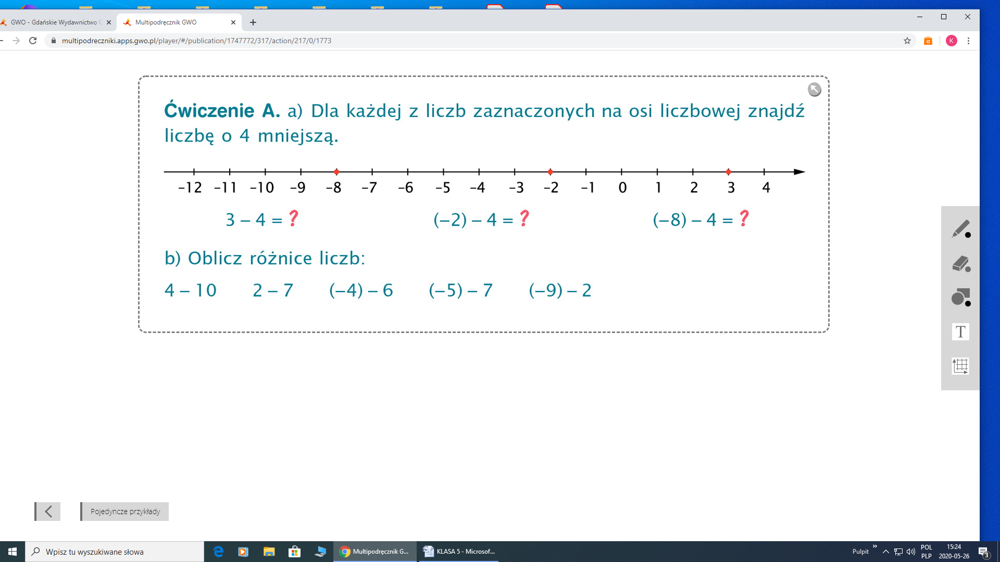 GWO - Gdańskie Wydawnictwo
Multipodręcznik GWO
multipodreczniki.apps.gwo.pl/player/#/publication/1747772/317/action/217/0/1773
K
Ćwiczenie A. a) Dla każdej z liczb zaznaczonych na osi liczbowej znajdź
liczbę o 4 mniejszą.
–12 –11 –10 –9 –8 –7 –6 –5 –4 –3 –2 –1 0 1 2 3 4
3 – 4 = ? (–2) – 4 = ? (–8) – 4 = ?
b) Oblicz różnice liczb:
4 – 10 2 – 7 (–4) – 6 (–5) – 7 (–9) – 2
T
Pojedyncze przykłady
Wpisz tu wyszukiwane słowa
Multipodręcznik G...
KLASA 5 - Microsof...
Pulpit
POL
PLP
15:24
2020-05-26
3